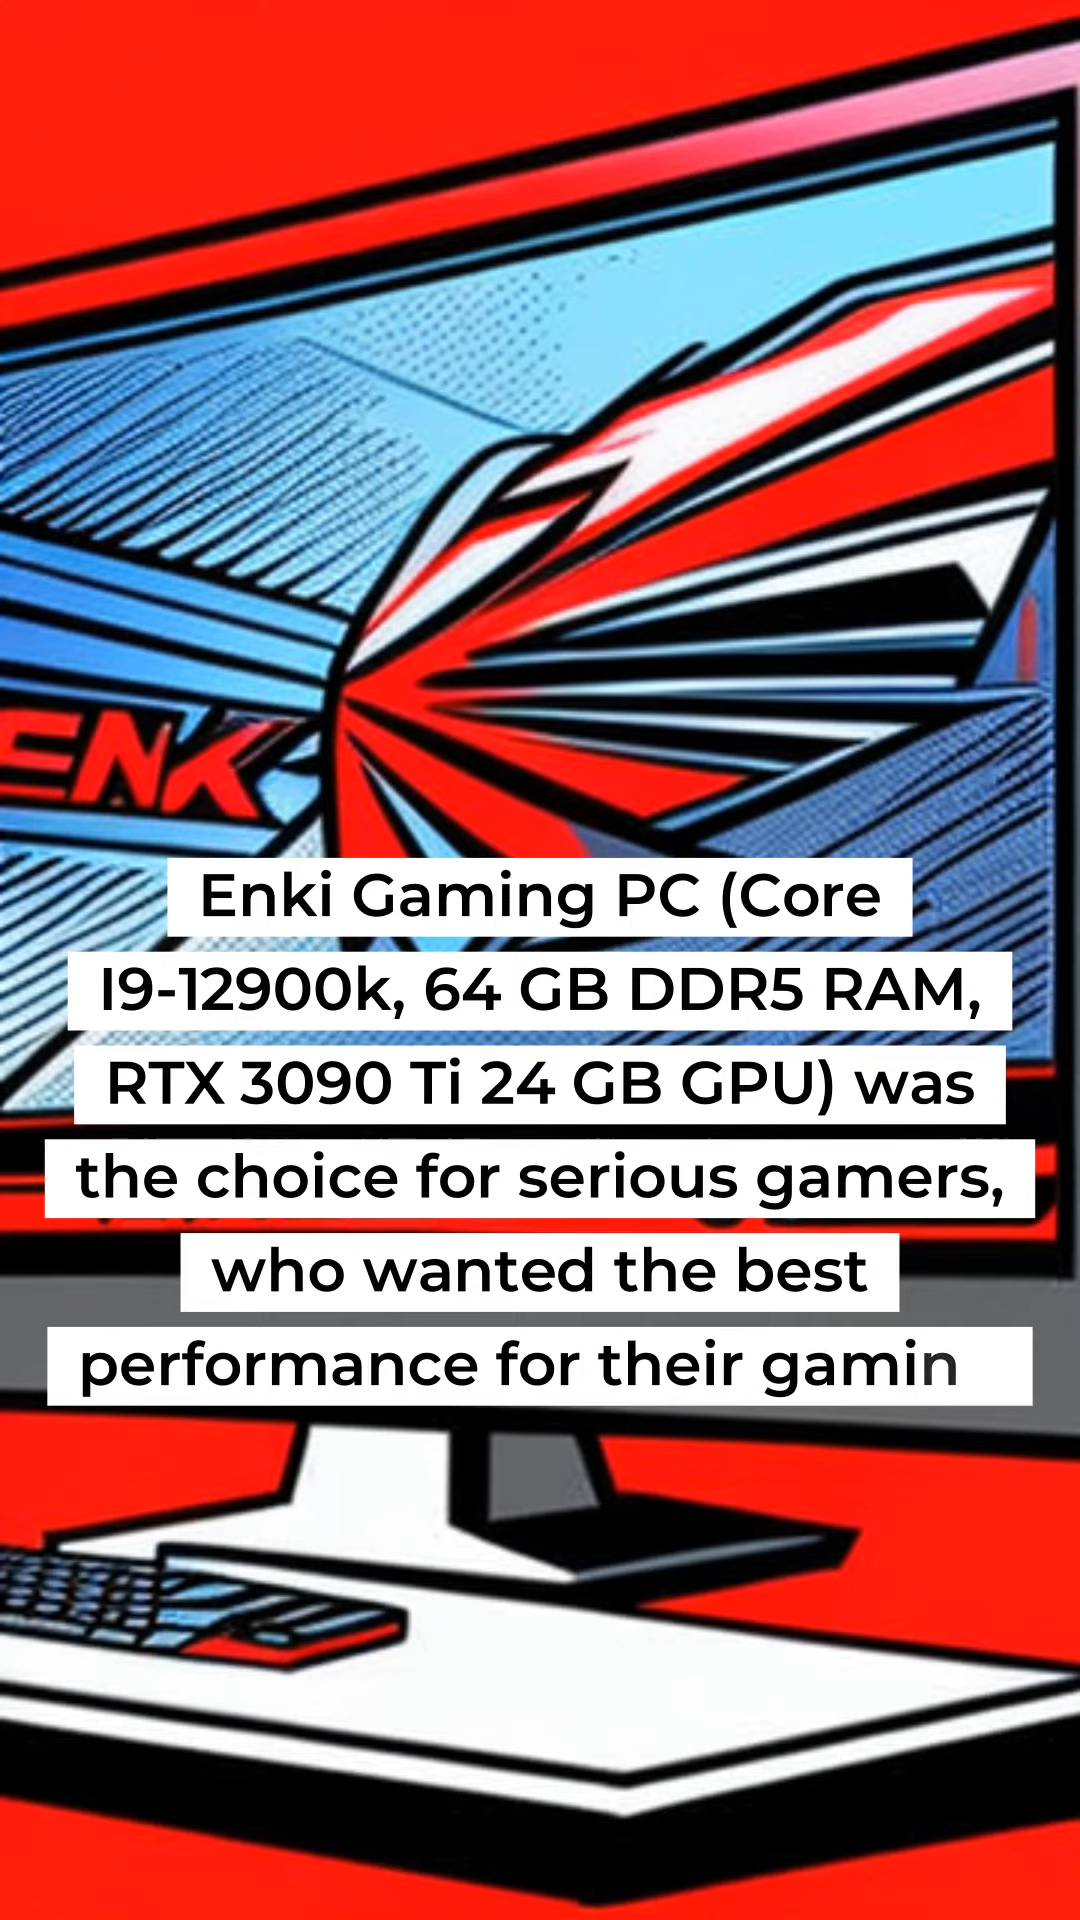 ENK
Enki Gaming PC (Core
I9-12900k, 64 GB DDR5 RAM,
RTX 3090 Ti 24 GB GPU) was
the choice for serious gamers,
who wanted the best
performance for their gamin